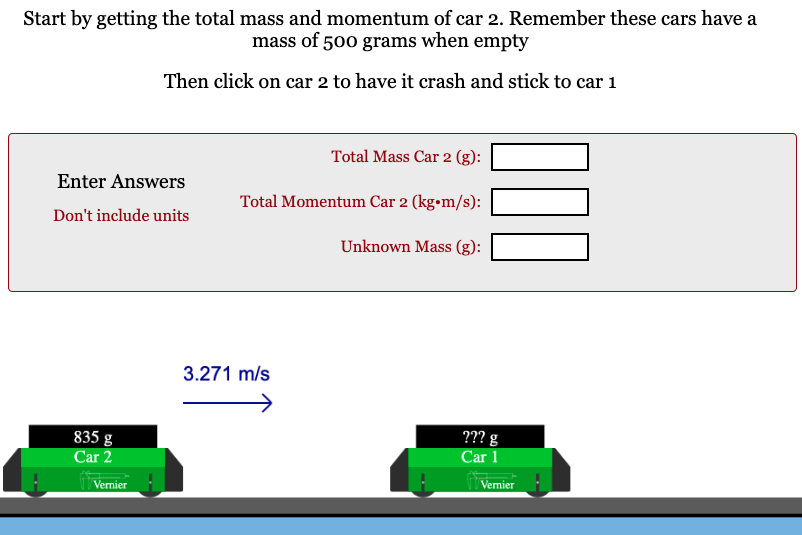 Start by getting the total mass and momentum of car 2. Remember these cars have a
mass of 500 grams when empty
Then click on car 2 to have it crash and stick to car 1
Total Mass Car 2 (g):
Enter Answers
Total Momentum Car 2 (kg•m/s):
Don't include units
Unknown Mass (g):
3.271 m/s
835 g
??? g
Car 2
Car 1
Vernier
Vernier